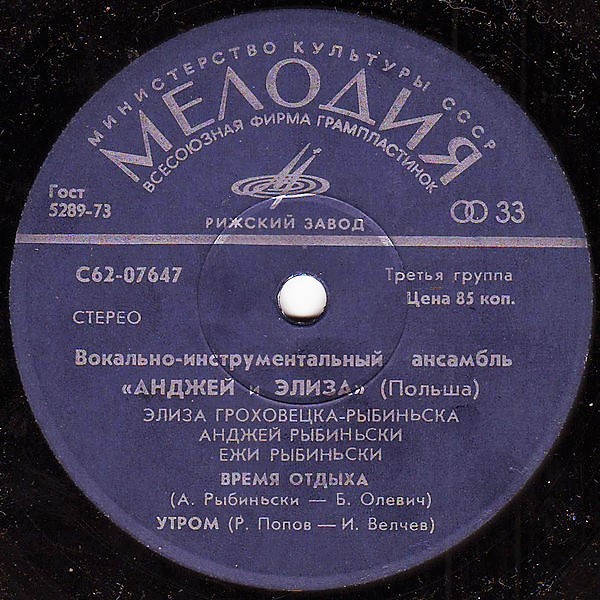 МИНИСТЕРСТВО КУЛЬТУРЫ СССР
МЕЛОДИЯ
ВСЕСОЮЗНАЯ ФИРМА ГРАМПЛАСТИНОК
Гост
5289-73
33
РИЖСКИЙ ЗАВОД
С62-07647
Третья группа
Цена 85 коп.
СТЕРЕО
Вокально-инструментальный ансамбль
«АНДЖЕЙ и ЭЛИЗА» (Польша)
ЭЛИЗА ГРОХОВЕЦКА-РЫБИНЬСКА
АНДЖЕЙ РЫБИНЬСКИ
ЕЖИ РЫБИНЬСКИ
ВРЕМЯ ОТДЫХА
(А. Рыбиньски — Б. Олевич)
УТРОМ (Р. Попов — И. Велчев)